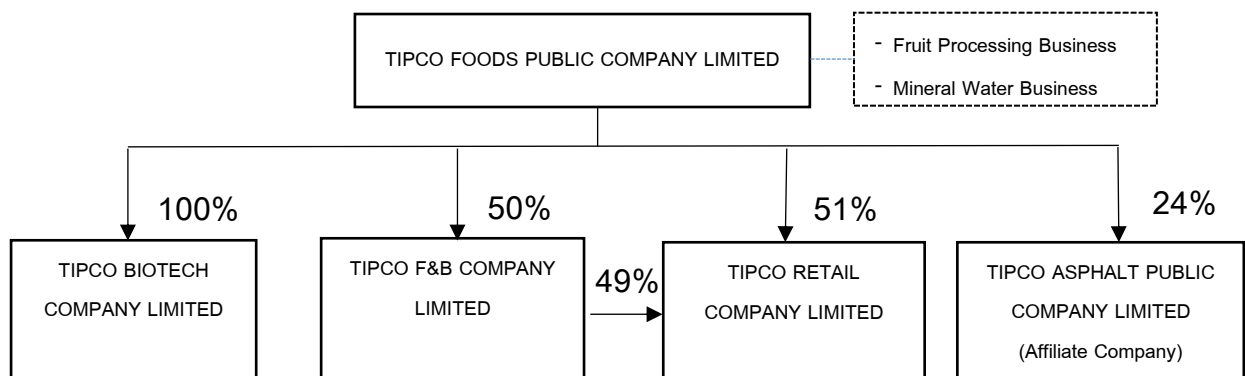 TIPCO FOODS PUBLIC COMPANY LIMITED
- Fruit Processing Business
- Mineral Water Business
100%
50%
51%
24%
TIPCO BIOTECH
COMPANY LIMITED
TIPCO F&B COMPANY
LIMITED
49%
TIPCO RETAIL
COMPANY LIMITED
TIPCO ASPHALT PUBLIC
COMPANY LIMITED
(Affiliate Company)